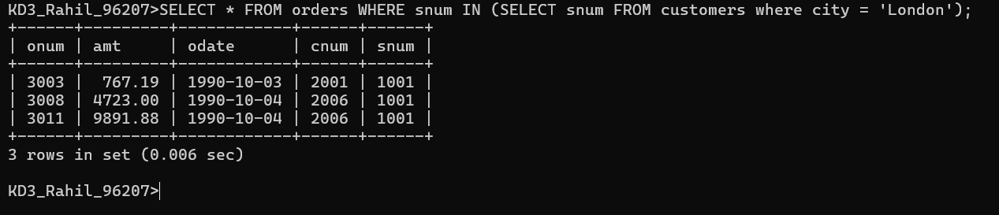 KD3_Rahil_96207>SELECT * FROM orders WHERE snum IN (SELECT snum FROM customers where city = 'London');
+------+---------+------------+------+------+
| onum | amt     | odate      | cnum | snum |
+------+---------+------------+------+------+
| 3003 |  767.19 | 1990-10-03 | 2001 | 1001 |
| 3008 | 4723.00 | 1990-10-04 | 2006 | 1001 |
| 3011 | 9891.88 | 1990-10-04 | 2006 | 1001 |
+------+---------+------------+------+------+
3 rows in set (0.006 sec)
KD3_Rahil_96207>